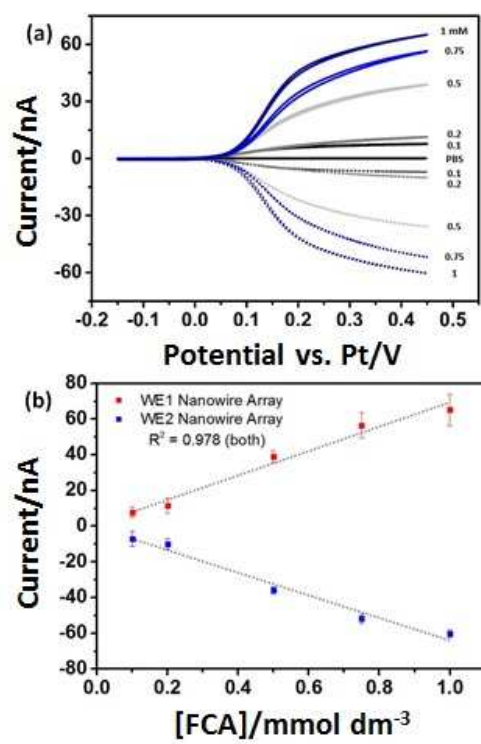 (a)
60
30
0
-30
-60
Current/nA
1 mM
0.75
0.5
0.2
0.1
PBS
0.1
0.2
0.5
0.75
1
-0.2 -0.1 0.0 0.1 0.2 0.3 0.4 0.5
Potential vs. Pt/V
(b)
80
60
40
20
0
-20
-40
-60
-80
Current/nA
WE1 Nanowire Array
WE2 Nanowire Array
R² = 0.978 (both)
0.0 0.2 0.4 0.6 0.8 1.0
[FCA]/mmol dm⁻³